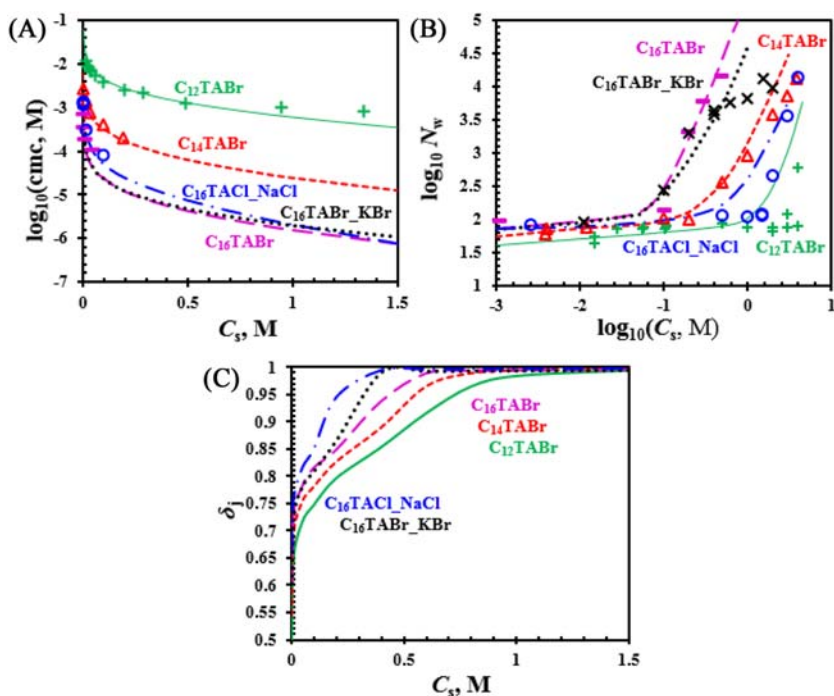 (A)
-1
-2
-3
-4
-5
-6
-7
log₁₀(cmc, M)
C₁₂TABr
C₁₄TABr
C₁₆TACl_NaCl
C₁₆TABr_KBr
C₁₆TABr
0
0.5
1
1.5
Cₛ, M
(B)
5
4.5
4
3.5
3
2.5
2
1.5
1
log₁₀ N_w
C₁₆TABr
C₁₄TABr
C₁₆TABr_KBr
C₁₆TACl_NaCl
C₁₂TABr
-3
-2
-1
0
1
log₁₀(Cₛ, M)
(C)
1
0.95
0.9
0.85
0.8
0.75
0.7
0.65
0.6
0.55
0.5
δⱼ
C₁₆TABr
C₁₄TABr
C₁₂TABr
C₁₆TACl_NaCl
C₁₆TABr_KBr
0
0.5
1
1.5
Cₛ, M